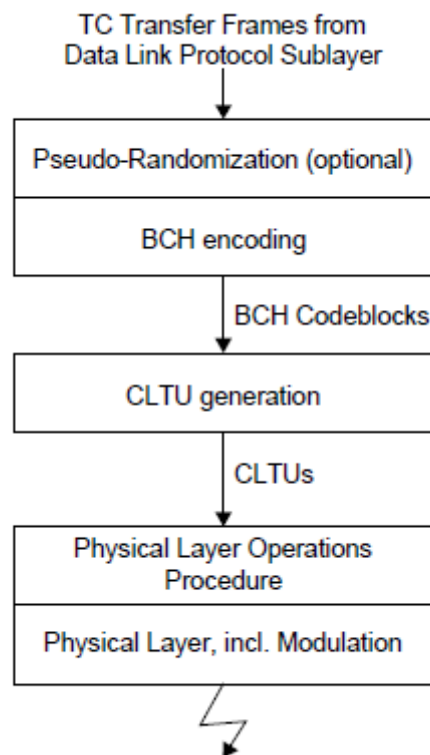 TC Transfer Frames from
Data Link Protocol Sublayer
Pseudo-Randomization (optional)
BCH encoding
BCH Codeblocks
CLTU generation
CLTUs
Physical Layer Operations
Procedure
Physical Layer, incl. Modulation